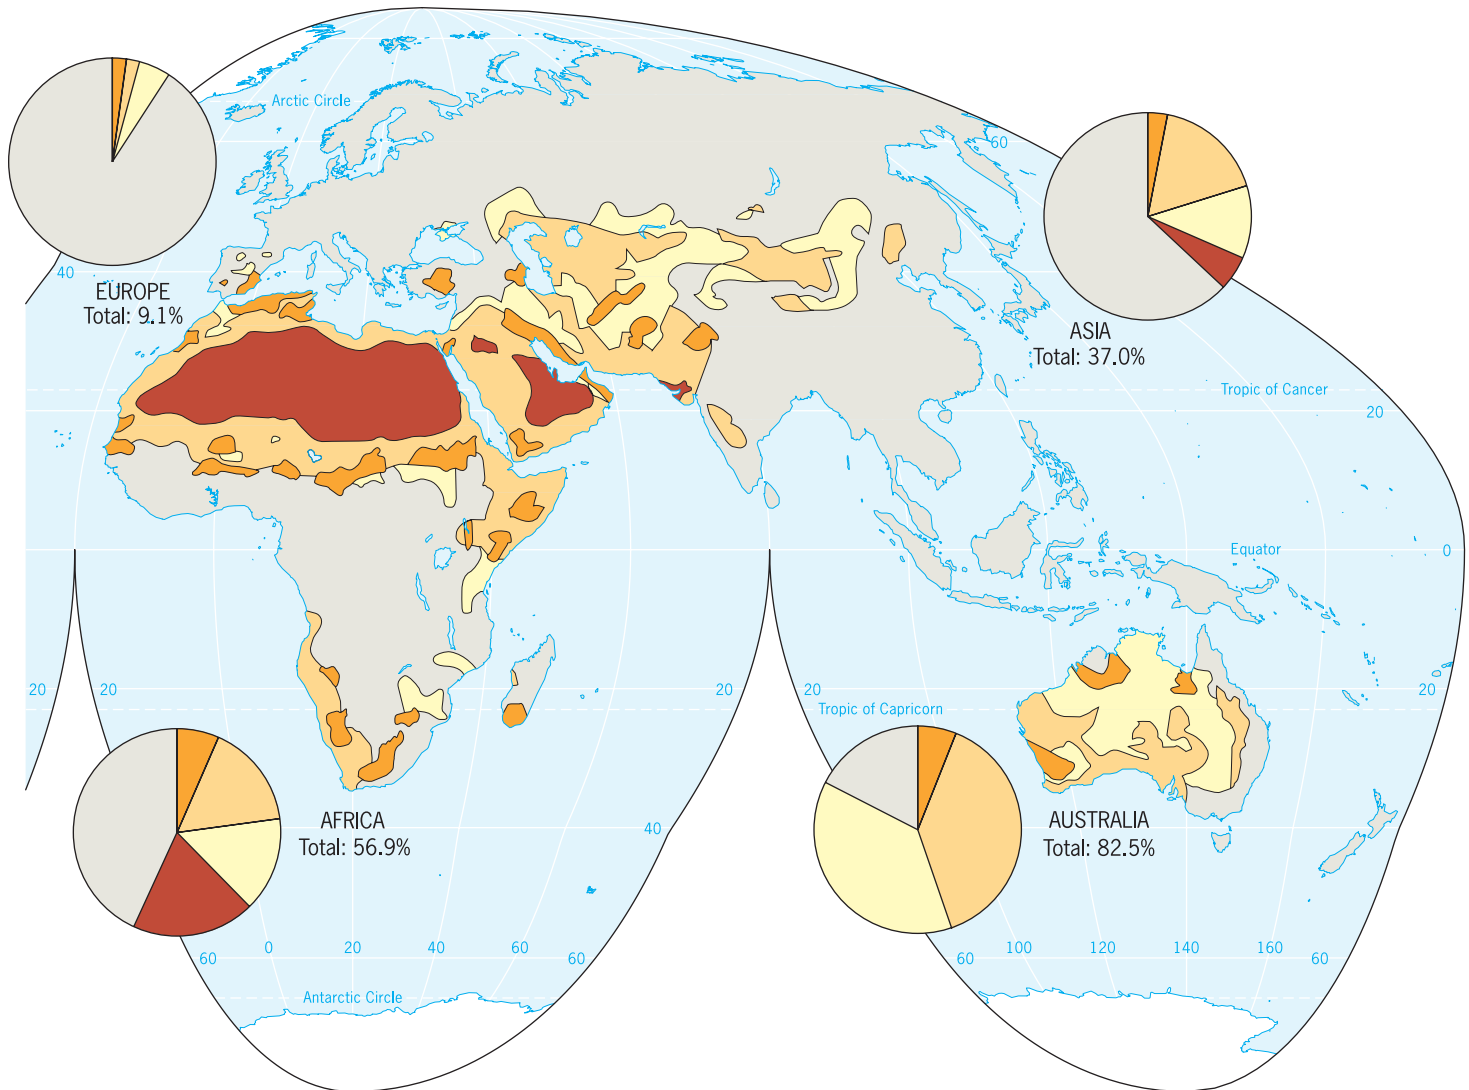 Arctic Circle
60
40
EUROPE
Total: 9.1%
ASIA
Total: 37.0%
Tropic of Cancer
20
Equator
0
20
20
20
20
20
Tropic of Capricorn
AFRICA
Total: 56.9%
40
AUSTRALIA
Total: 82.5%
60
0
20
40
60
60
60
100
120
140
160
60
Antarctic Circle